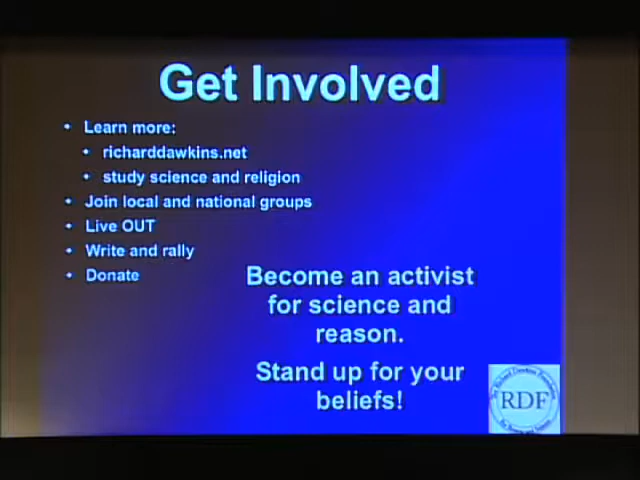 Get Involved
• Learn more:
• richarddawkins.net
• study science and religion
• Join local and national groups
• Live OUT
• Write and rally
• Donate
Become an activist
for science and
reason.
Stand up for your
beliefs!
RDF